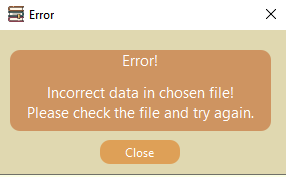 Error
Error!
Incorrect data in chosen file!
Please check the file and try again.
Close